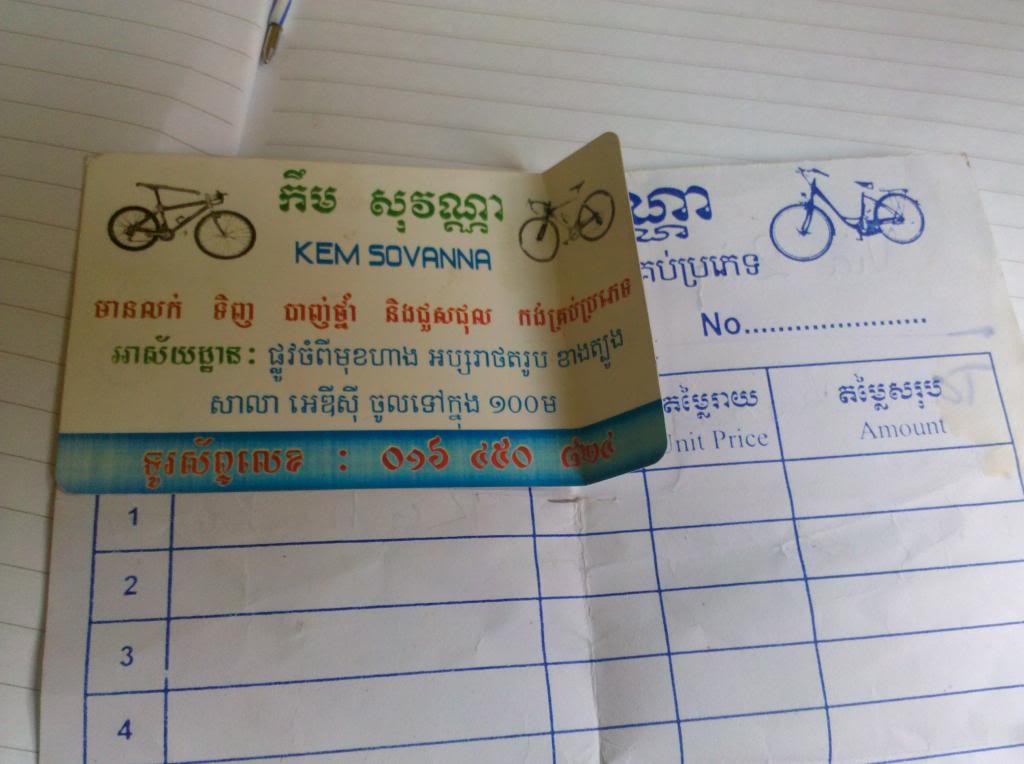 កឹម សុវណ្ណា
KEM SOVANNA
មានលក់ ទិញ បាញ់ថ្នាំ និងជួសជុល កង់គ្រប់ប្រភេទ
អាស័យដ្ឋាន : ផ្លូវចំពីមុខហាង អប្សរាថតរូប ខាងត្បូង
សាលា អេឌីស៊ី ចូលទៅក្នុង ១០០ម
ទូរស័ព្ទលេខ : ០១៦ ៤៥០ ៨២៤
ណ្ណា
គ្រប់ប្រភេទ
No.......................
តម្លៃរាយ
Unit Price
តម្លៃសរុប
Amount
1
2
3
4